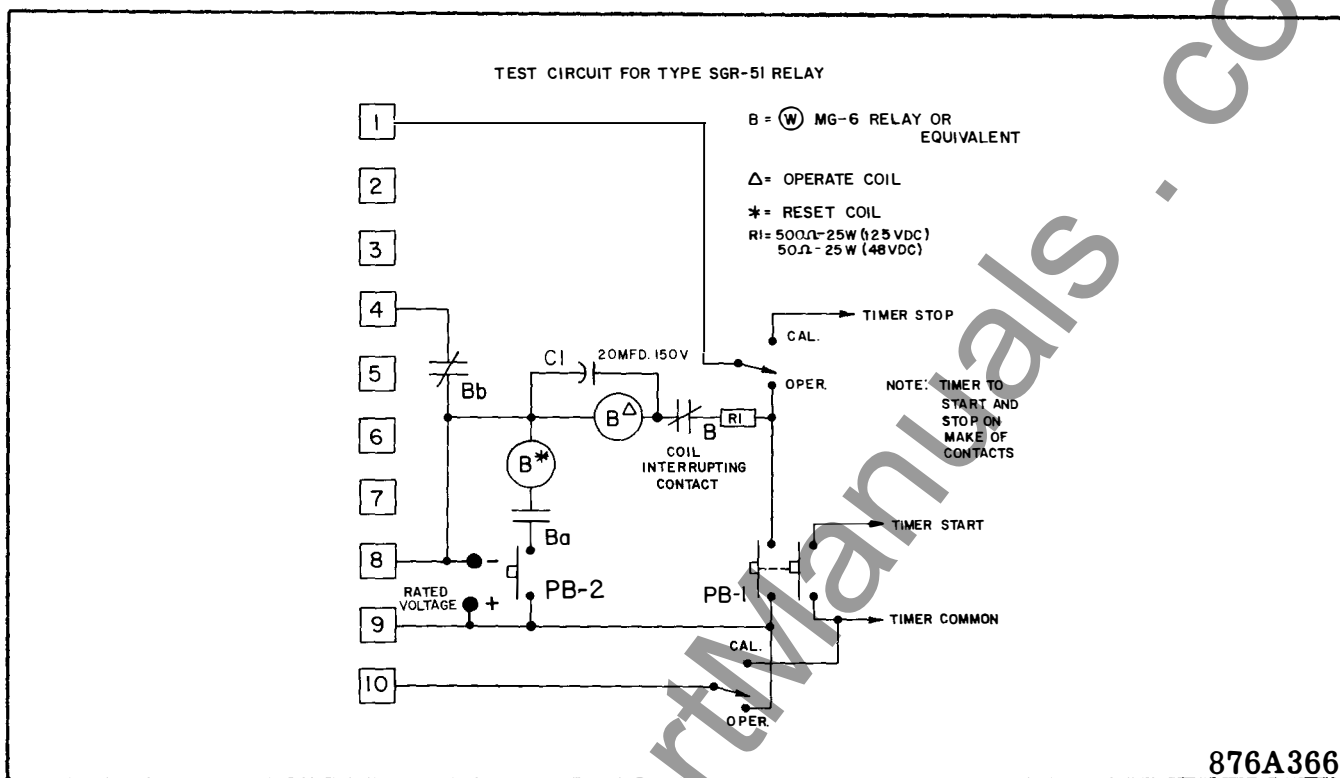 TEST CIRCUIT FOR TYPE SGR-51 RELAY
1
2
3
4
5
6
7
8
9
10
B = W MG-6 RELAY OR
EQUIVALENT
Δ= OPERATE COIL
*= RESET COIL
R1= 500Ω-25W (125 VDC)
50Ω-25W (48VDC)
TIMER STOP
CAL.
OPER.
NOTE: TIMER TO
START AND
STOP ON
MAKE OF
CONTACTS
C1
20MFD. 150V
Bb
B Δ
B
R1
COIL
INTERRUPTING
CONTACT
B*
Ba
PB-2
-
RATED
VOLTAGE
+
TIMER START
PB-1
TIMER COMMON
CAL.
OPER.
876A366
rtManuals . co